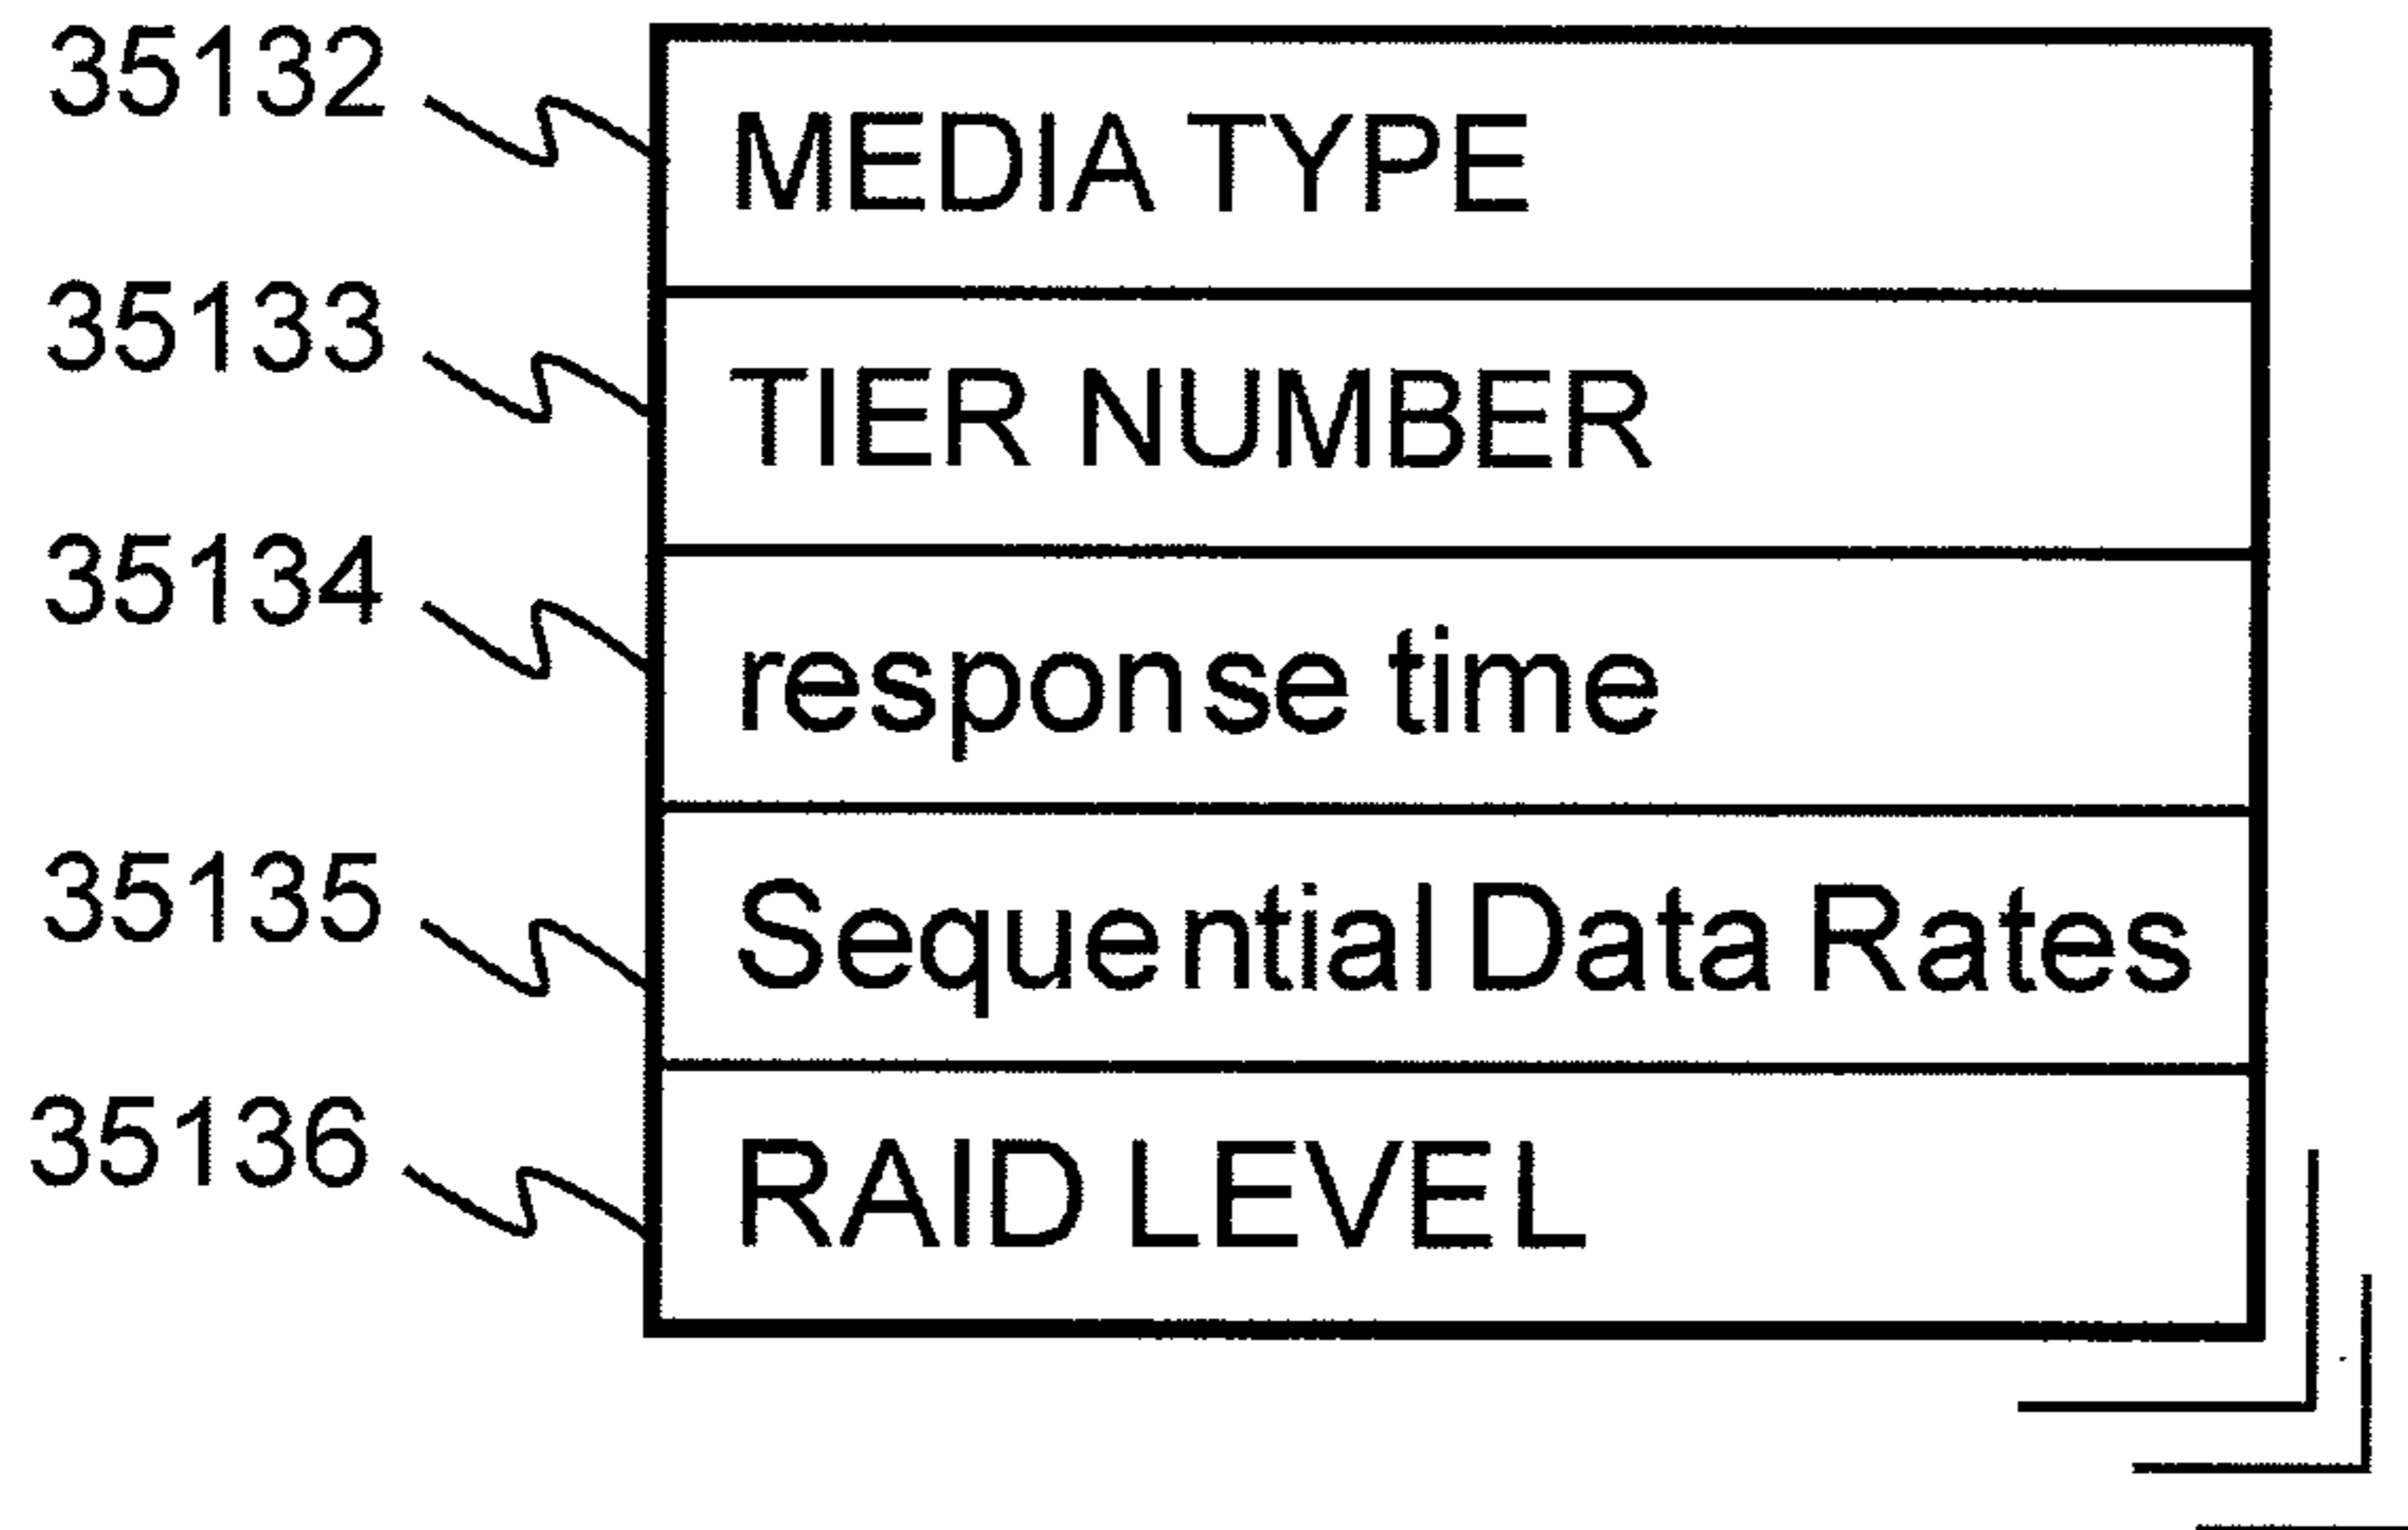 35132 MEDIA TYPE
35133 TIER NUMBER
35134 response time
35135 Sequential Data Rates
35136 RAID LEVEL